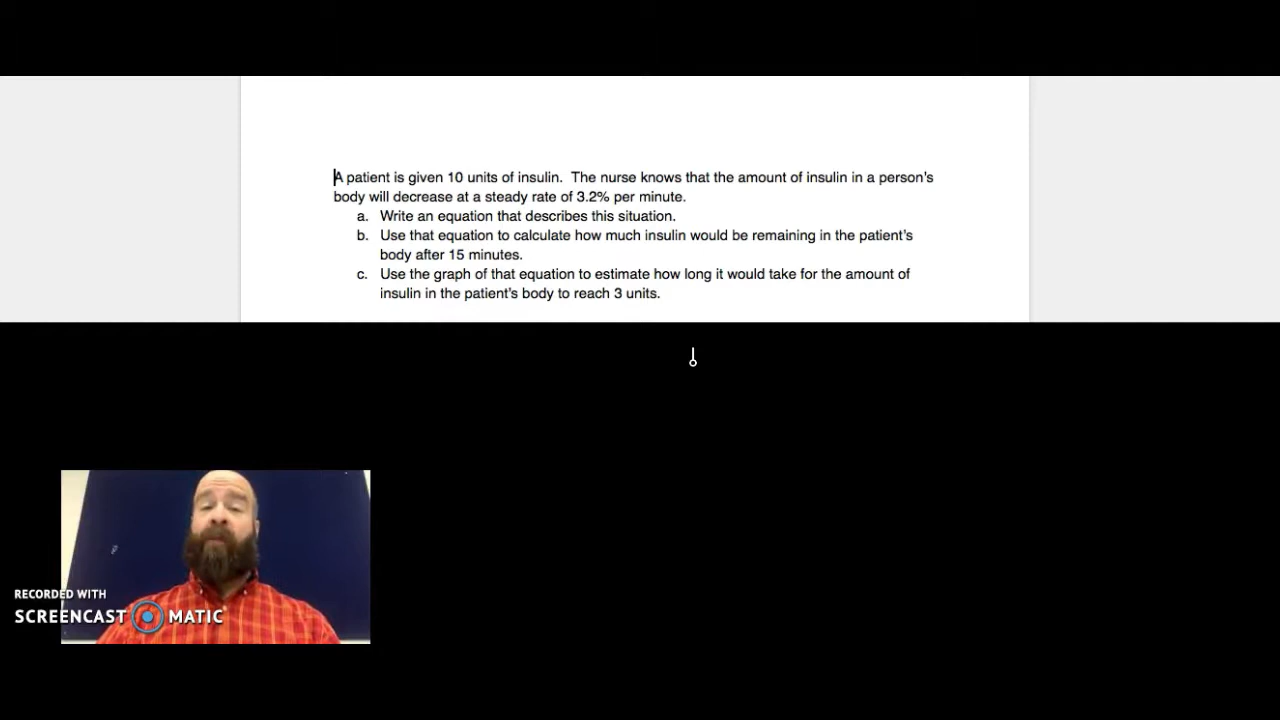 A patient is given 10 units of insulin.  The nurse knows that the amount of insulin in a person's
body will decrease at a steady rate of 3.2% per minute.
a. Write an equation that describes this situation.
b. Use that equation to calculate how much insulin would be remaining in the patient's
body after 15 minutes.
c. Use the graph of that equation to estimate how long it would take for the amount of
insulin in the patient's body to reach 3 units.
RECORDED WITH
SCREENCAST MATIC